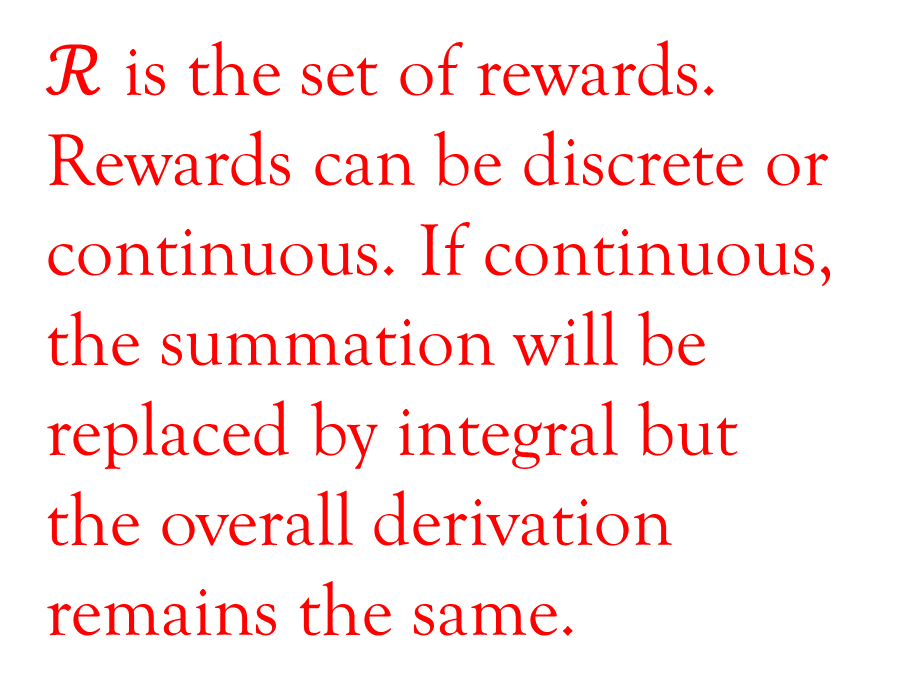 ℛ is the set of rewards.
Rewards can be discrete or
continuous. If continuous,
the summation will be
replaced by integral but
the overall derivation
remains the same.